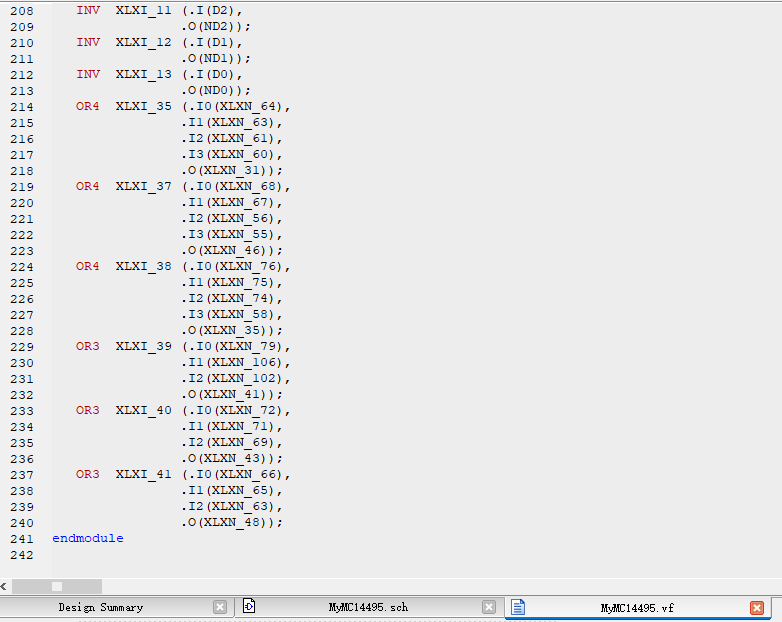 208 INV XLXI_11 (.I(D2),
209 .O(ND2));
210 INV XLXI_12 (.I(D1),
211 .O(ND1));
212 INV XLXI_13 (.I(D0),
213 .O(ND0));
214 OR4 XLXI_35 (.I0(XLXN_64),
215 .I1(XLXN_63),
216 .I2(XLXN_61),
217 .I3(XLXN_60),
218 .O(XLXN_31));
219 OR4 XLXI_37 (.I0(XLXN_68),
220 .I1(XLXN_67),
221 .I2(XLXN_56),
222 .I3(XLXN_55),
223 .O(XLXN_46));
224 OR4 XLXI_38 (.I0(XLXN_76),
225 .I1(XLXN_75),
226 .I2(XLXN_74),
227 .I3(XLXN_58),
228 .O(XLXN_35));
229 OR3 XLXI_39 (.I0(XLXN_79),
230 .I1(XLXN_106),
231 .I2(XLXN_102),
232 .O(XLXN_41));
233 OR3 XLXI_40 (.I0(XLXN_72),
234 .I1(XLXN_71),
235 .I2(XLXN_69),
236 .O(XLXN_43));
237 OR3 XLXI_41 (.I0(XLXN_66),
238 .I1(XLXN_65),
239 .I2(XLXN_63),
240 .O(XLXN_48));
241 endmodule
242
Design Summary MyMC14495.sch MyMC14495.vf